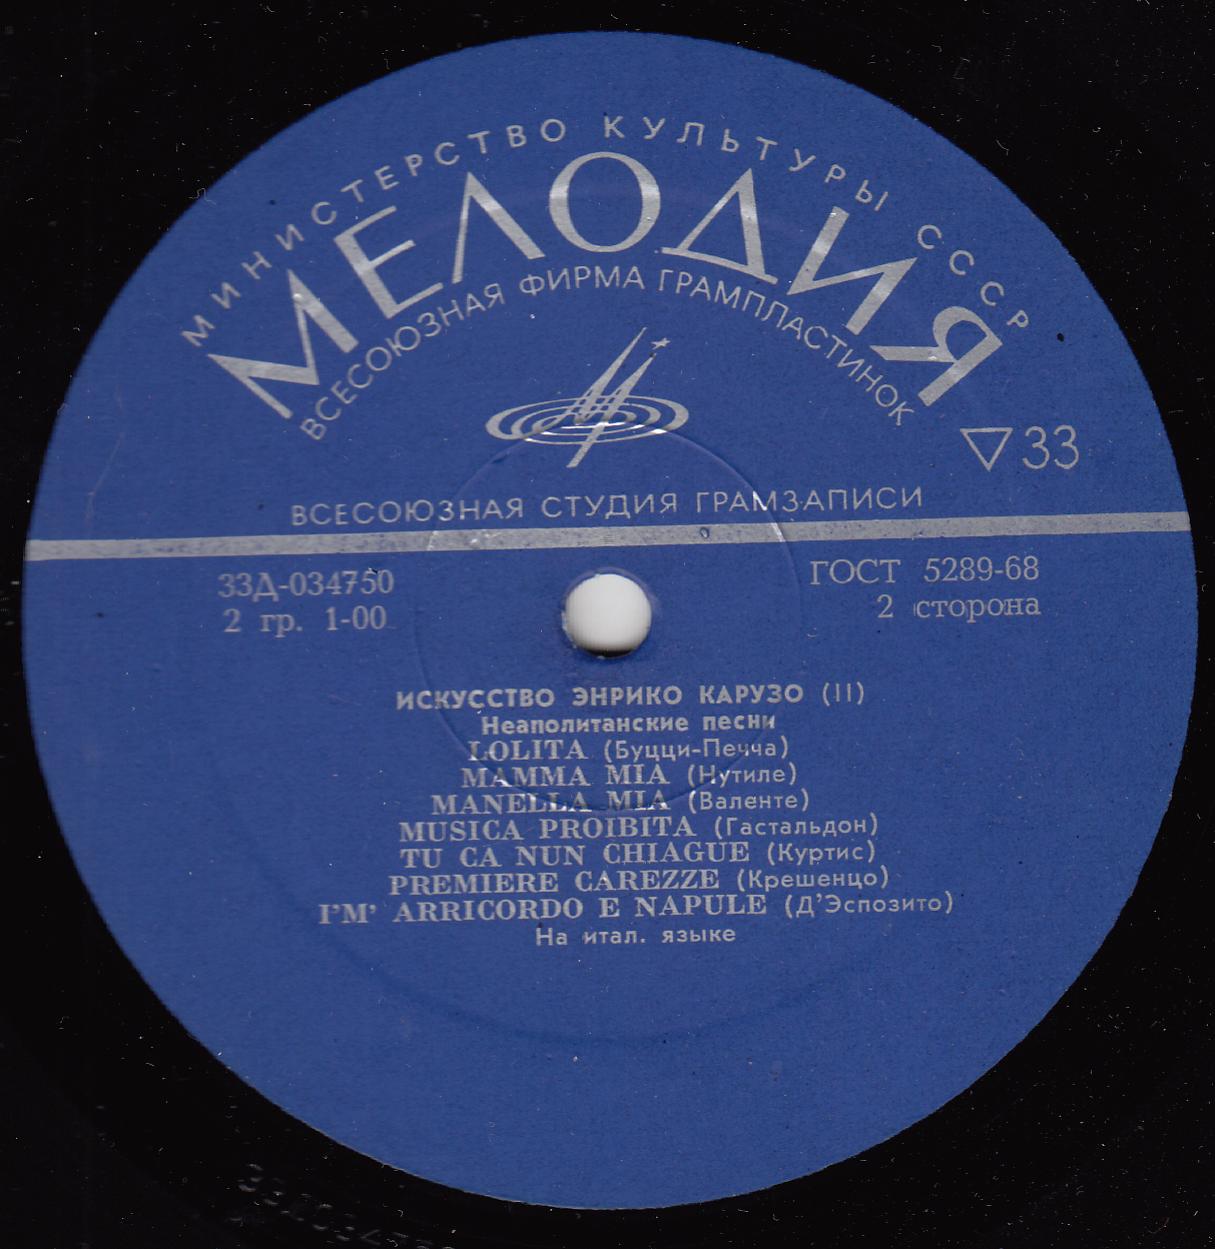 МИНИСТЕРСТВО КУЛЬТУРЫ СССР
МЕЛОДИЯ
ВСЕСОЮЗНАЯ ФИРМА ГРАМПЛАСТИНОК
▽33
ВСЕСОЮЗНАЯ СТУДИЯ ГРАМЗАПИСИ
33Д-034750
2 гр. 1-00
ГОСТ 5289-68
2 сторона
ИСКУССТВО ЭНРИКО КАРУЗО (II)
Неаполитанские песни
LOLITA (Буцци-Печча)
MAMMA MIA (Нутиле)
MANELLA MIA (Валенте)
MUSICA PROIBITA (Гастальдон)
TU CA NUN CHIAGUE (Куртис)
PREMIERE CAREZZE (Крешенцо)
I'M' ARRICORDO E NAPULE (Д'Эспозито)
На итал. языке